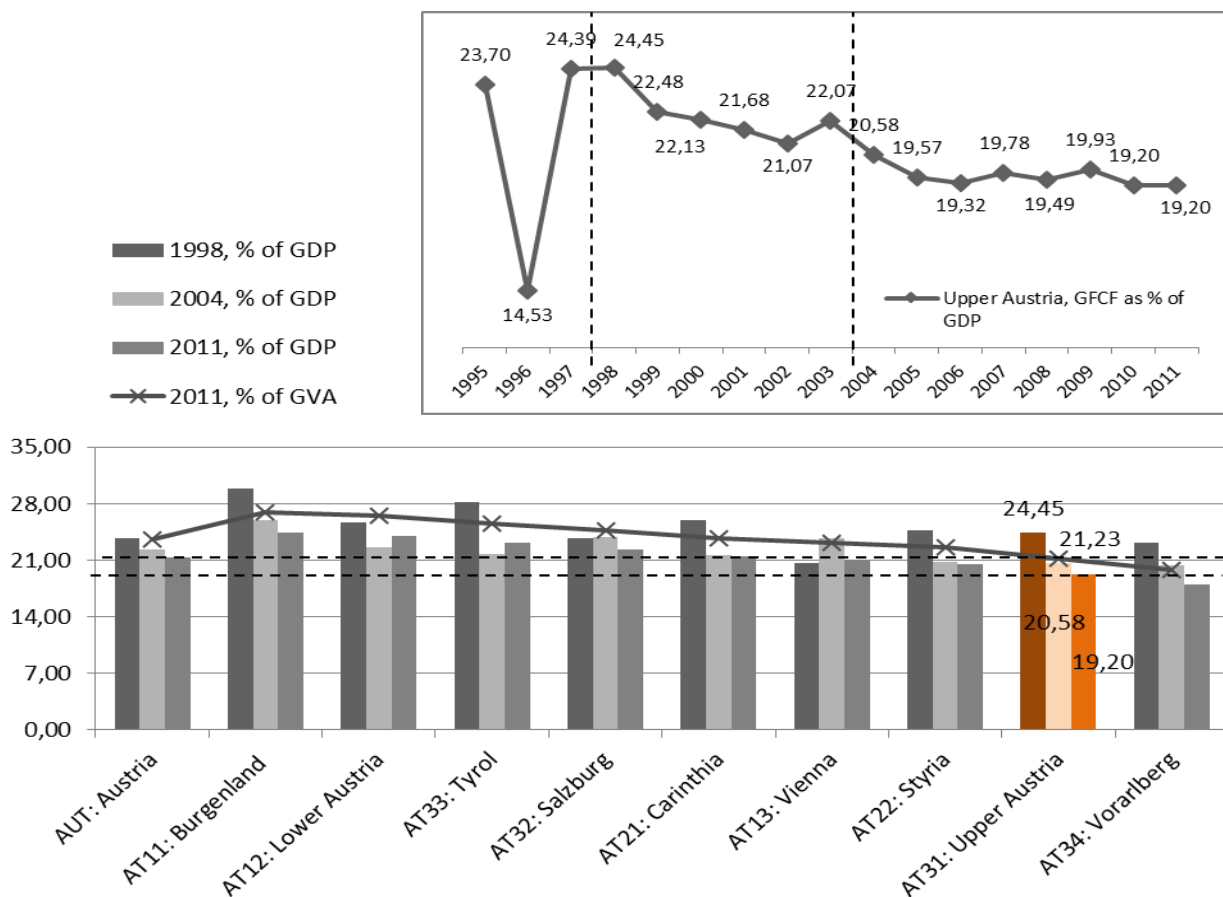 23,70
24,39
24,45
22,48
22,13
21,68
21,07
22,07
20,58
19,57
19,32
19,78
19,49
19,93
19,20
19,20
14,53
Upper Austria, GFCF as % of
GDP
1995
1996
1997
1998
1999
2000
2001
2002
2003
2004
2005
2006
2007
2008
2009
2010
2011
1998, % of GDP
2004, % of GDP
2011, % of GDP
2011, % of GVA
35,00
28,00
21,00
14,00
7,00
0,00
24,45
21,23
20,58
19,20
AUT: Austria
AT11: Burgenland
AT12: Lower Austria
AT33: Tyrol
AT32: Salzburg
AT21: Carinthia
AT13: Vienna
AT22: Styria
AT31: Upper Austria
AT34: Vorarlberg